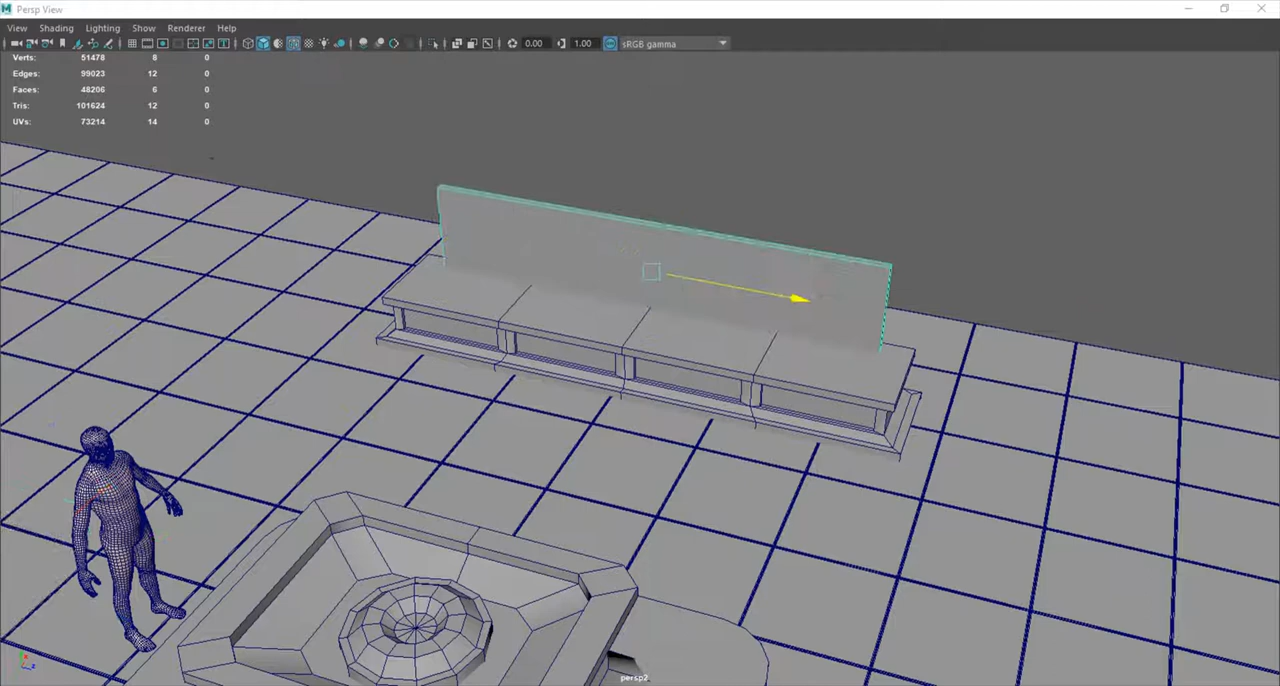 Persp View
View Shading Lighting Show Renderer Help
0.00 1.00 sRGB gamma
Verts: 51478 8 0
Edges: 99023 12 0
Faces: 48206 6 0
Tris: 101624 12 0
UVs: 73214 14 0
persp2